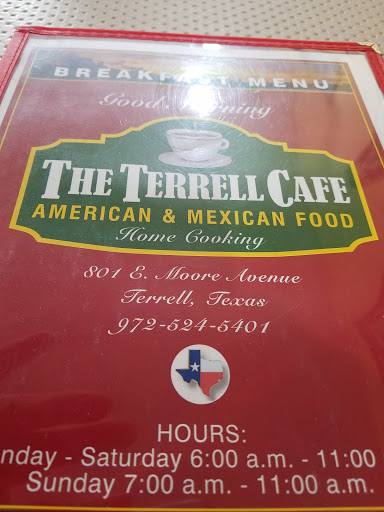 BREAKFAST MENU
Good Morning
THE TERRELL CAFE
AMERICAN & MEXICAN FOOD
Home Cooking
801 E. Moore Avenue
Terrell, Texas
972-524-5401
HOURS:
nday - Saturday 6:00 a.m. - 11:00
Sunday 7:00 a.m. - 11:00 a.m.